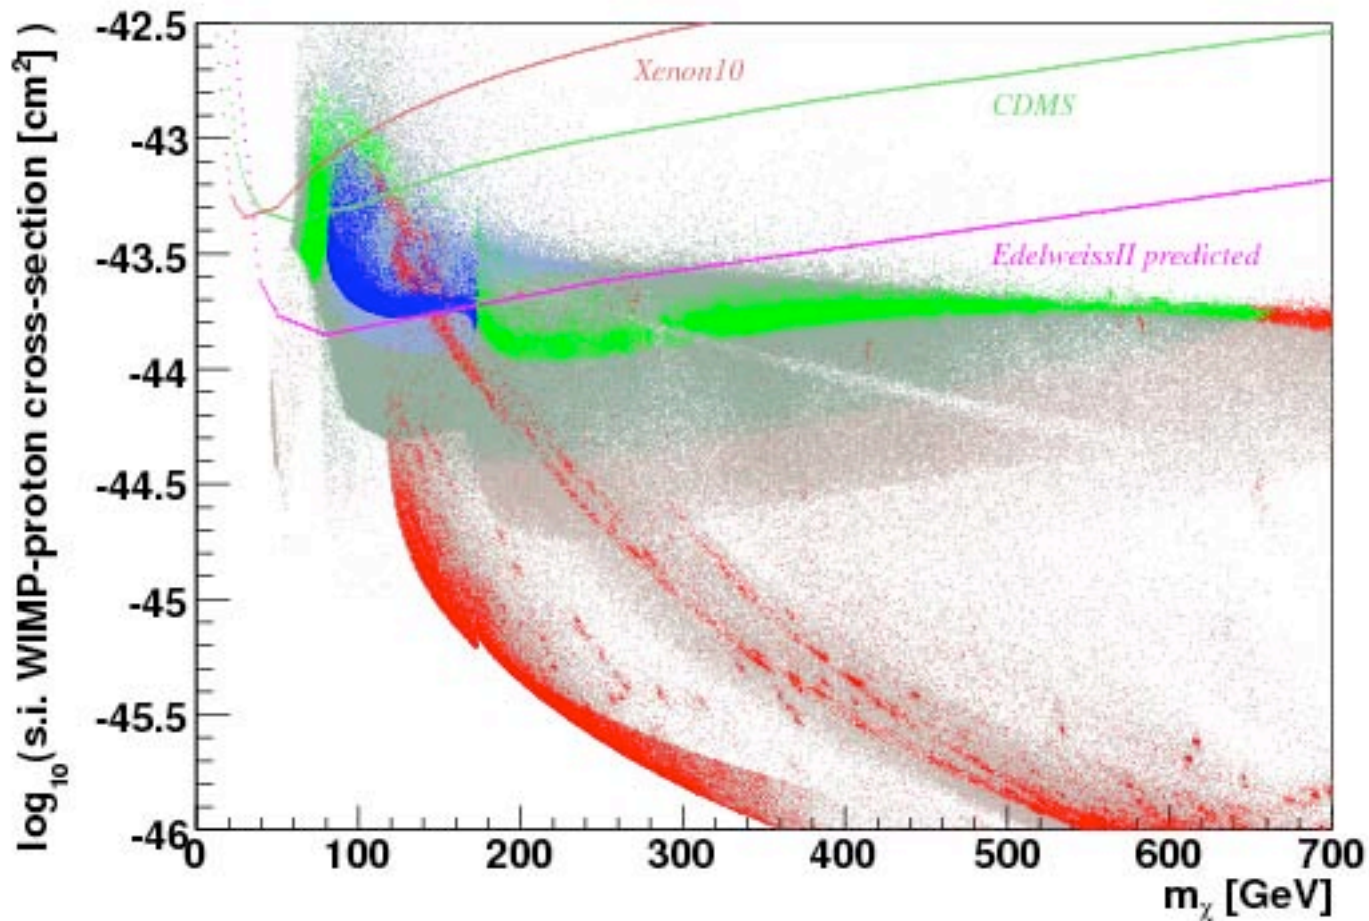 log₁₀(s.i. WIMP-proton cross-section [cm²] )
-42.5
-43
-43.5
-44
-44.5
-45
-45.5
-46
Xenon10
CDMS
EdelweissII predicted
0 100 200 300 400 500 600 700
mᵪ [GeV]